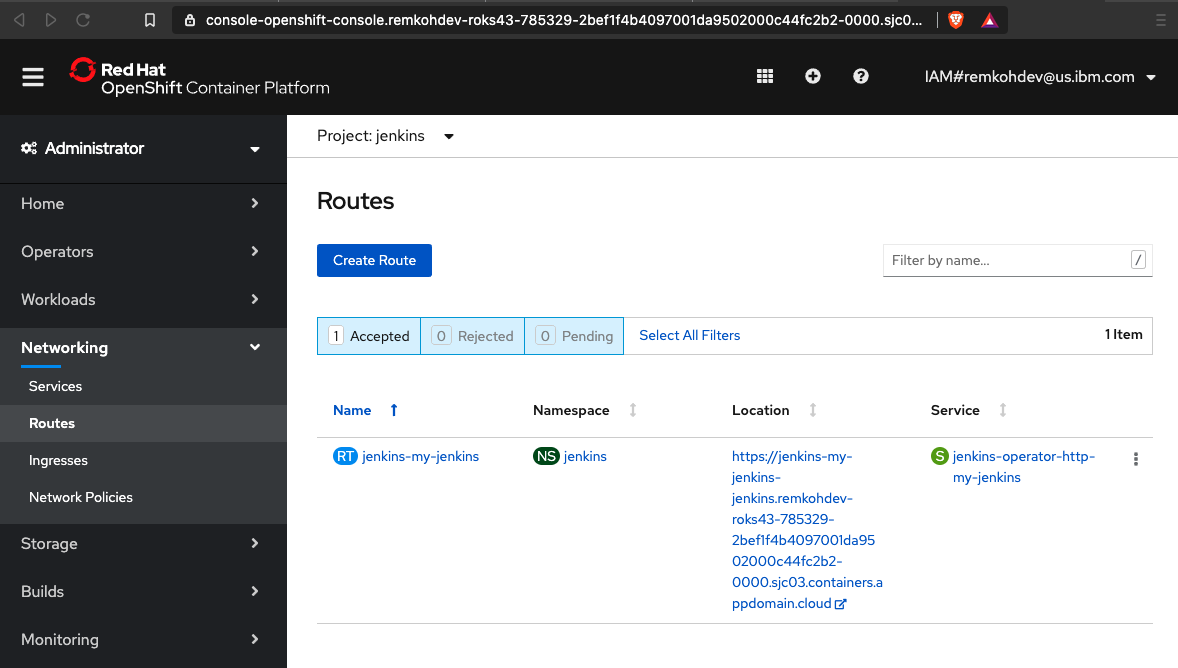 console-openshift-console.remkohdev-roks43-785329-2bef1f4b4097001da9502000c44fc2b2-0000.sjc0...
Red Hat
OpenShift Container Platform
IAM#remkohdev@us.ibm.com
Administrator
Home
Operators
Workloads
Networking
Services
Routes
Ingresses
Network Policies
Storage
Builds
Monitoring
Project: jenkins
Routes
Create Route
Filter by name...
/
1 Accepted
0 Rejected
0 Pending
Select All Filters
1 Item
Name
Namespace
Location
Service
RT jenkins-my-jenkins
NS jenkins
https://jenkins-my-
jenkins-
jenkins.remkohdev-
roks43-785329-
2bef1f4b4097001da95
02000c44fc2b2-
0000.sjc03.containers.a
ppdomain.cloud
S jenkins-operator-http-
my-jenkins